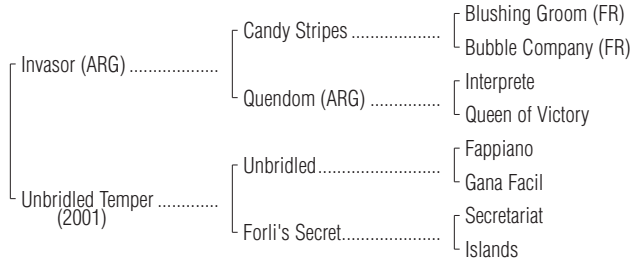 Blushing Groom (FR)
Candy Stripes ..................
Bubble Company (FR)
Invasor (ARG) ..................
Interprete
Quendom (ARG) ..............
Queen of Victory
Fappiano
Unbridled.........................
Gana Facil
Unbridled Temper .............
(2001)
Secretariat
Forli's Secret....................
Islands